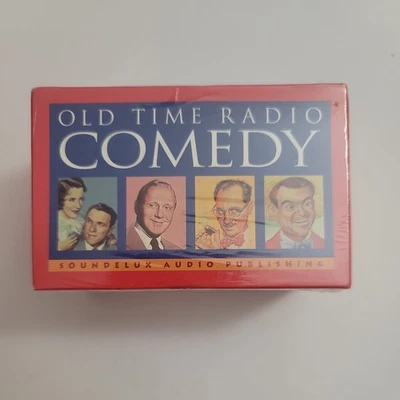 OLD TIME RADIO
COMEDY
SOUNDELUX AUDIO PUBLISHING